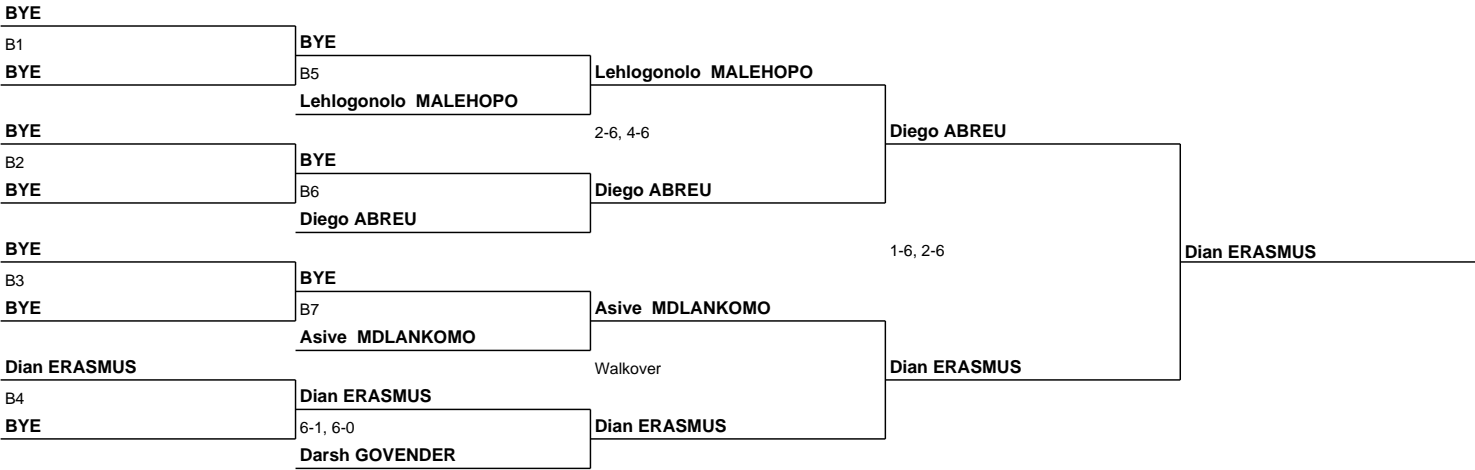 BYE
B1
BYE
BYE
B5
Lehlogonolo MALEHOPO
Lehlogonolo MALEHOPO
BYE
B2
BYE
BYE
B6
Diego ABREU
2-6, 4-6
Diego ABREU
Diego ABREU
BYE
B3
BYE
BYE
B7
Asive MDLANKOMO
1-6, 2-6
Dian ERASMUS
Asive MDLANKOMO
Dian ERASMUS
B4
BYE
Dian ERASMUS
6-1, 6-0
Darsh GOVENDER
Walkover
Dian ERASMUS
Dian ERASMUS